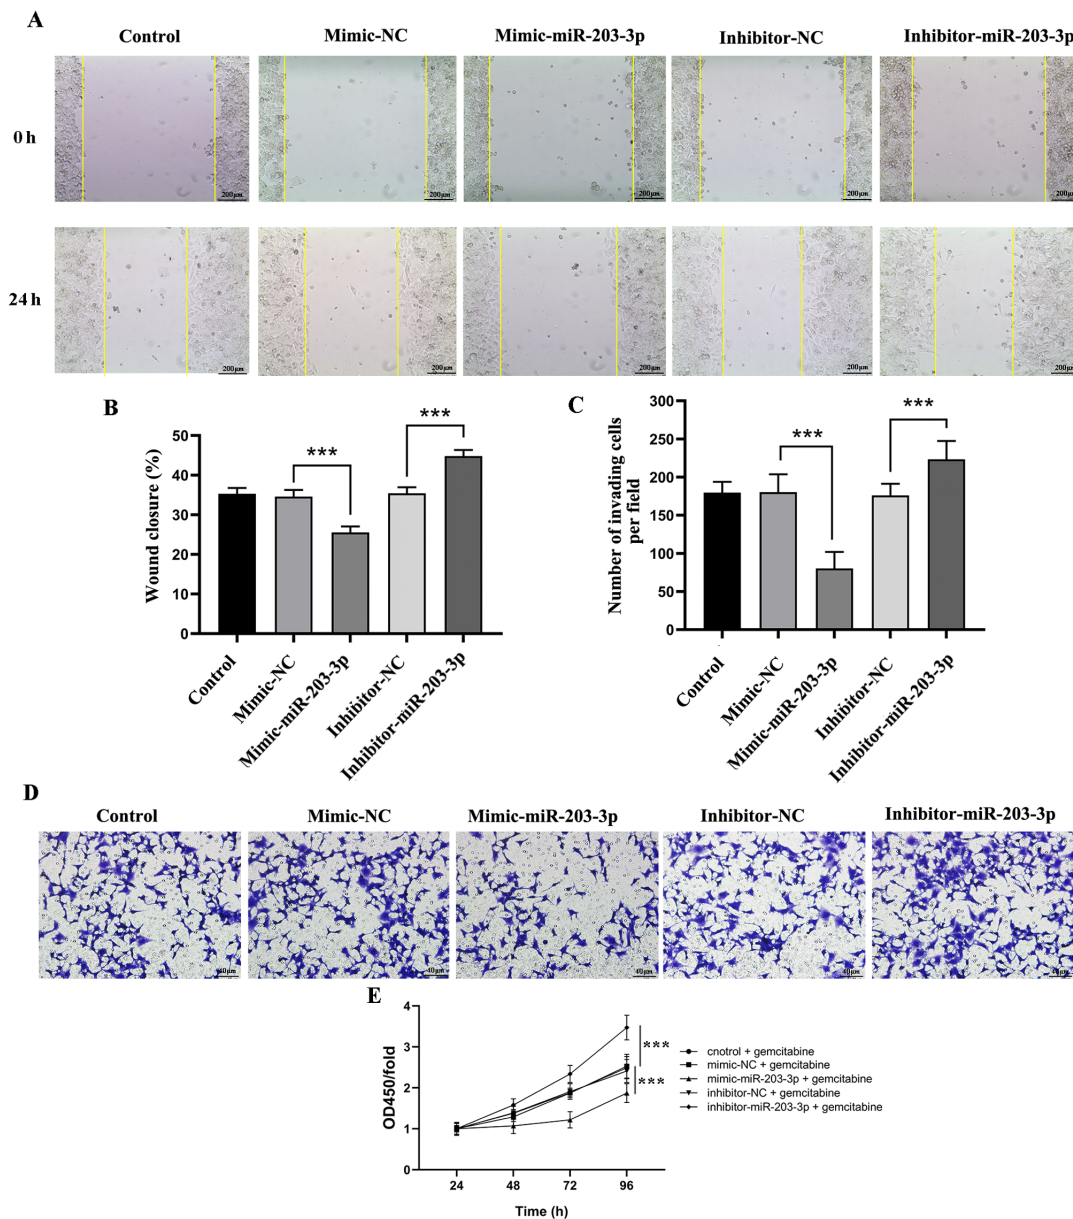 A
Control
Mimic-NC
Mimic-miR-203-3p
Inhibitor-NC
Inhibitor-miR-203-3p
0 h
200μm
200μm
200μm
200μm
200μm
24 h
200μm
200μm
200μm
200μm
200μm
B
Wound closure (%)
50
40
30
20
10
0
***
***
Control
Mimic-NC
Mimic-miR-203-3p
Inhibitor-NC
Inhibitor-miR-203-3p
C
Number of invading cells
per field
300
250
200
150
100
50
0
***
***
Control
Mimic-NC
Mimic-miR-203-3p
Inhibitor-NC
Inhibitor-miR-203-3p
D
Control
Mimic-NC
Mimic-miR-203-3p
Inhibitor-NC
Inhibitor-miR-203-3p
40μm
40μm
40μm
40μm
40μm
E
OD450/fold
4
3
2
1
0
24
48
72
96
Time (h)
***
***
cnotrol + gemcitabine
mimic-NC + gemcitabine
mimic-miR-203-3p + gemcitabine
inhibitor-NC + gemcitabine
inhibitor-miR-203-3p + gemcitabine